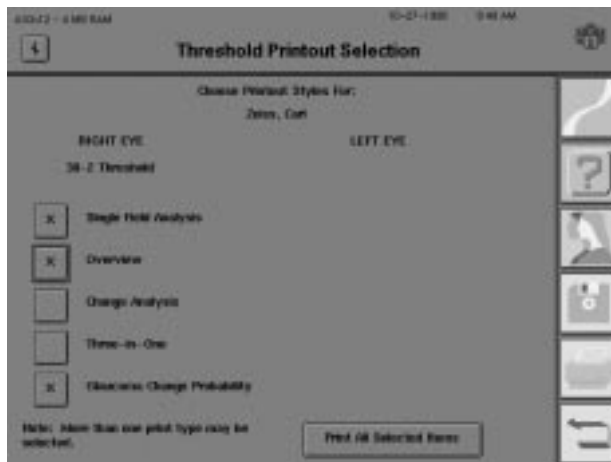 Threshold Printout Selection
Choose Printout Styles For:
Zeiss, Carl
RIGHT EYE LEFT EYE
30-2 Threshold
x Single Field Analysis
x Overview
Change Analysis
Three-in-One
x Glaucoma Change Probability
Note: More than one print type may be
selected.
Print All Selected Items
?